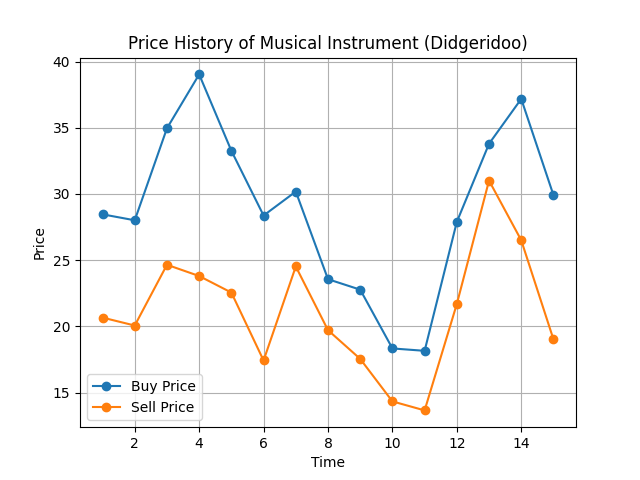 Price History of Musical Instrument (Didgeridoo)
40
35
30
25
20
15
Price
Buy Price
Sell Price
2 4 6 8 10 12 14
Time